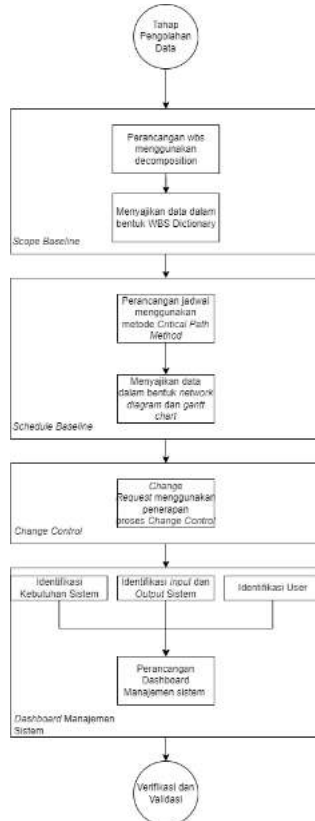 Tahap
Pengolahan
Data
Perancangan wbs
menggunakan
decomposition
Menyajikan data dalam
bentuk WBS Dictionary
Scope Baseline
Perancangan jadwal
menggunakan
metode Critical Path
Method
Menyajikan data
dalam bentuk network
diagram dan gantt
chart
Schedule Baseline
Change
Request menggunakan
penerapan
proses Change Control
Change Control
Identifikasi
Kebutuhan Sistem
Identifikasi Input dan
Output Sistem
Identifikasi User
Perancangan
Dashboard
Manajemen sistem
Dashboard Manajemen
Sistem
Verifikasi dan
Validasi